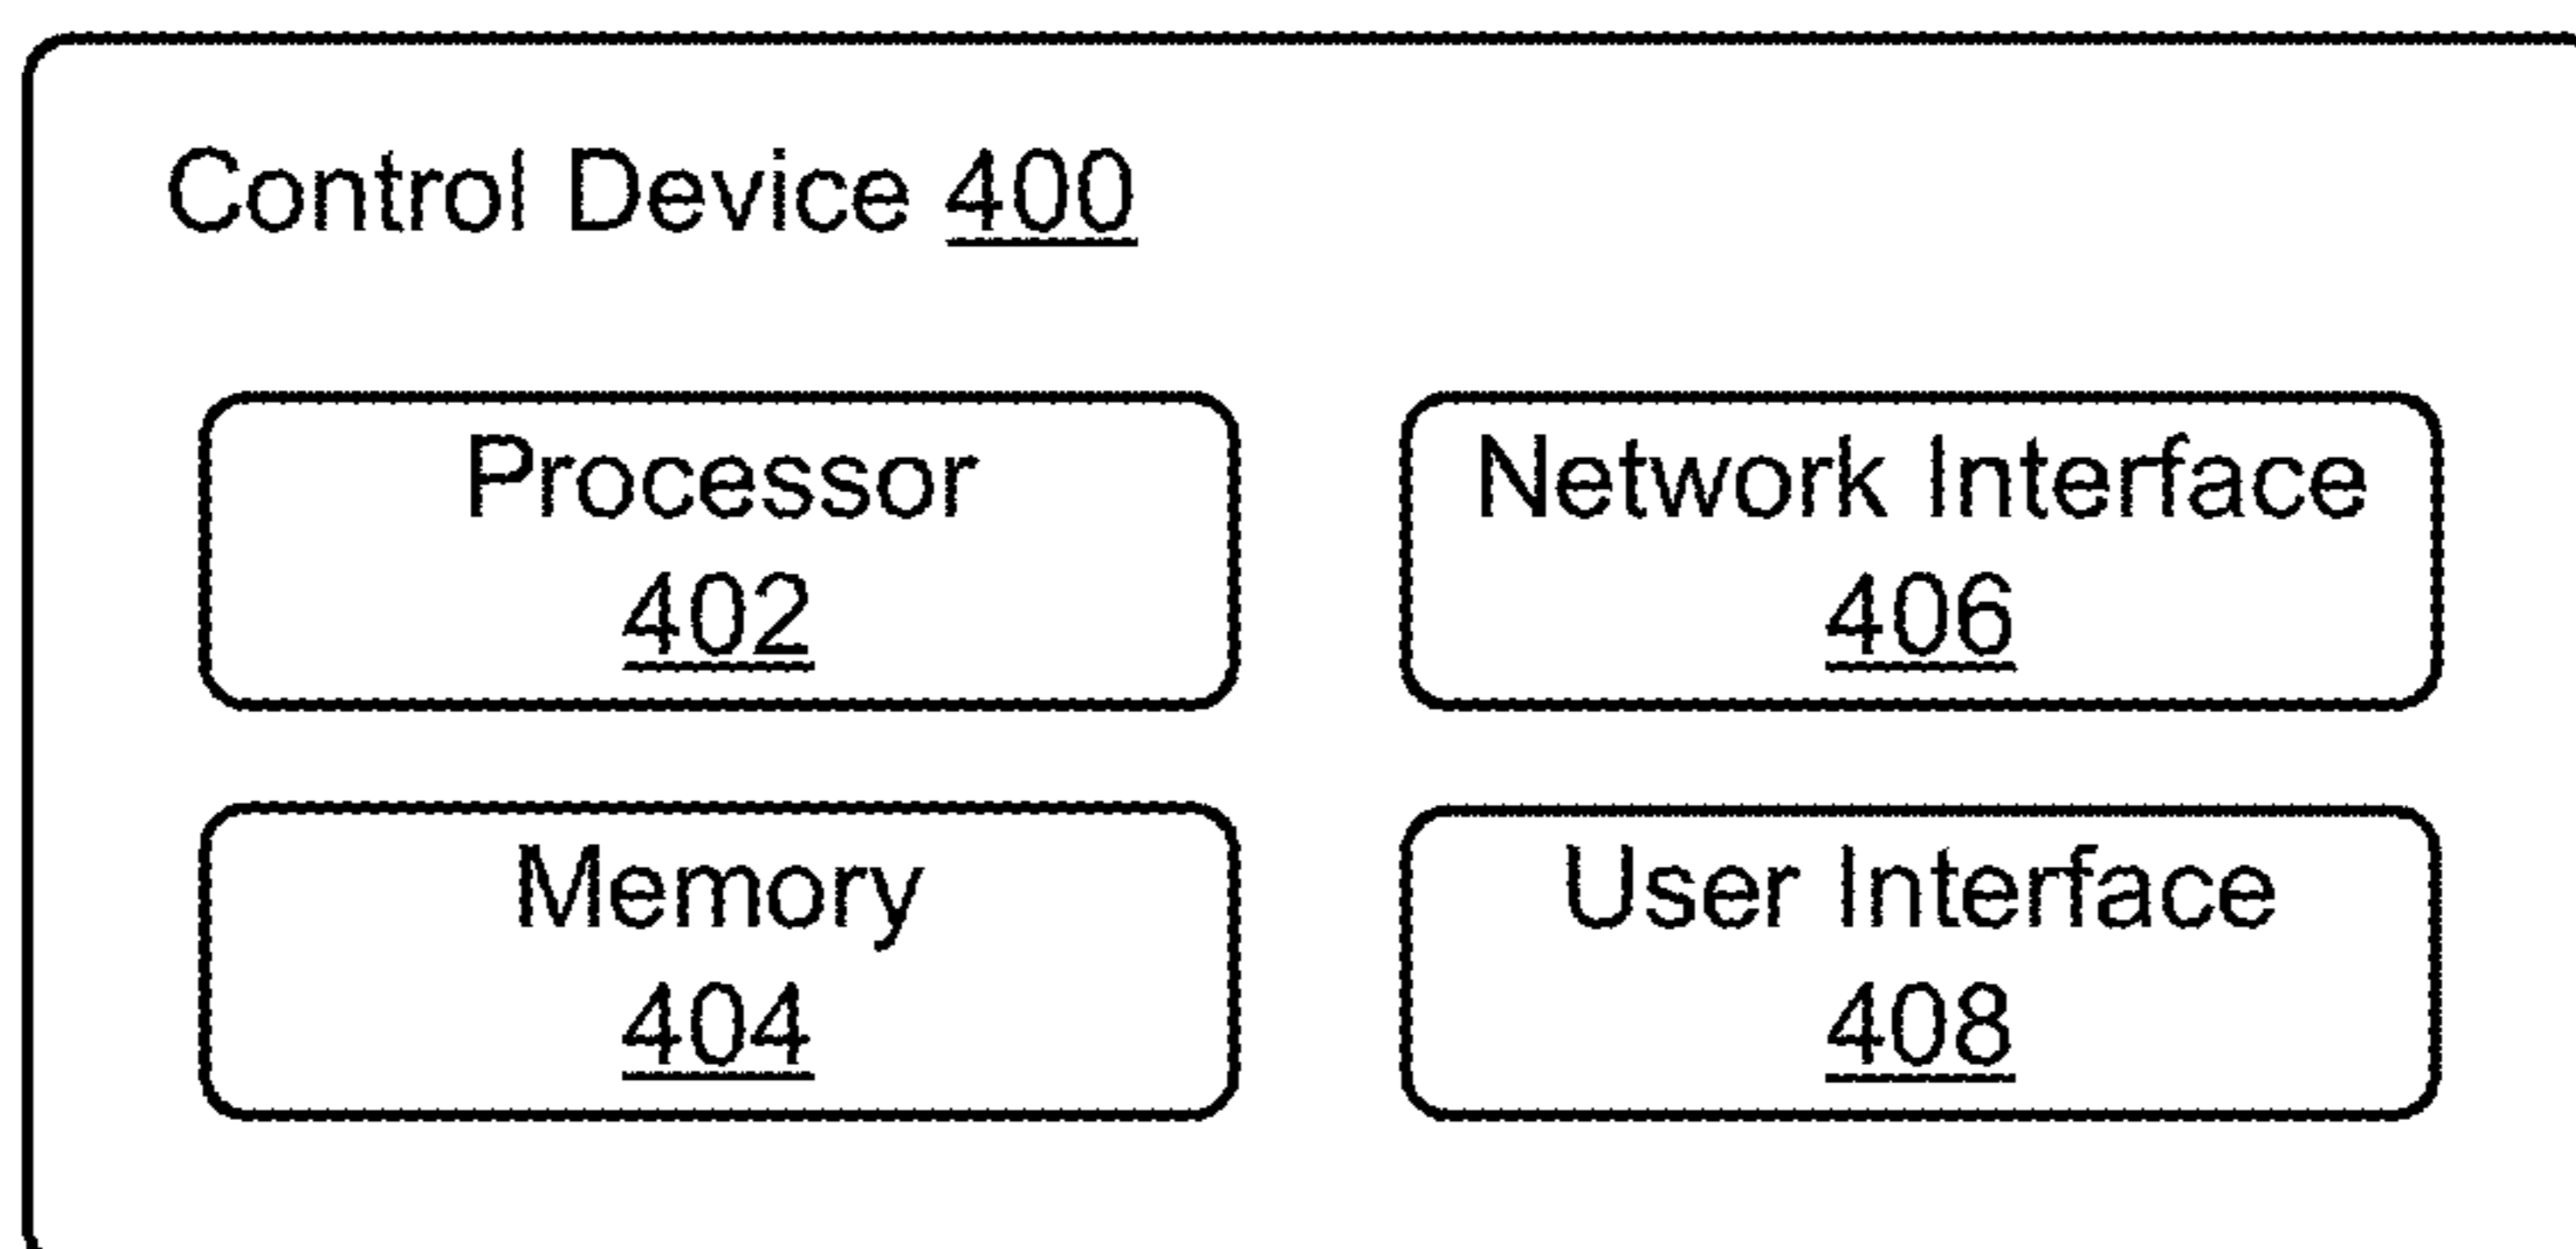 Control Device 400
Processor
402
Network Interface
406
Memory
404
User Interface
408